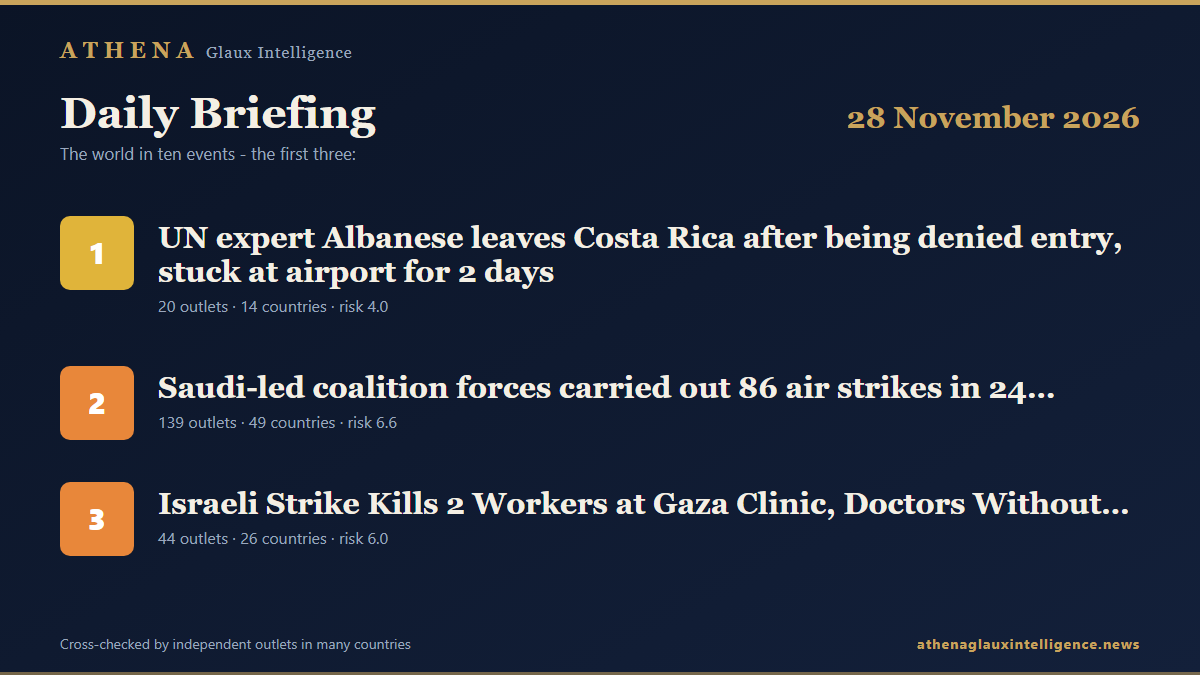 ATHENA Glaux Intelligence
Daily Briefing
28 November 2026
The world in ten events - the first three:
1
UN expert Albanese leaves Costa Rica after being denied entry,
stuck at airport for 2 days
20 outlets · 14 countries · risk 4.0
2
Saudi-led coalition forces carried out 86 air strikes in 24...
139 outlets · 49 countries · risk 6.6
3
Israeli Strike Kills 2 Workers at Gaza Clinic, Doctors Without...
44 outlets · 26 countries · risk 6.0
Cross-checked by independent outlets in many countries
athenaglauxintelligence.news